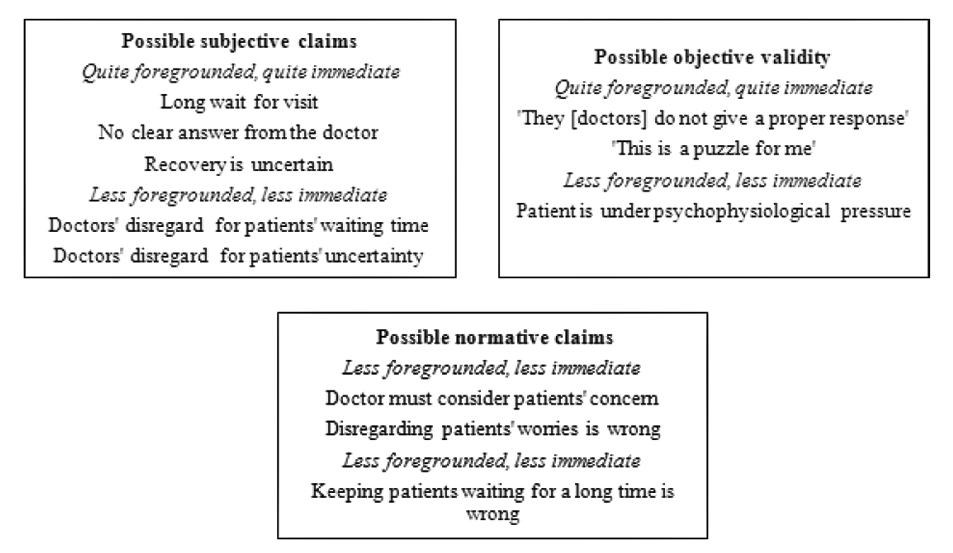 Possible subjective claims
Quite foregrounded, quite immediate
Long wait for visit
No clear answer from the doctor
Recovery is uncertain
Less foregrounded, less immediate
Doctors' disregard for patients' waiting time
Doctors' disregard for patients' uncertainty
Possible objective validity
Quite foregrounded, quite immediate
'They [doctors] do not give a proper response'
'This is a puzzle for me'
Less foregrounded, less immediate
Patient is under psychophysiological pressure
Possible normative claims
Less foregrounded, less immediate
Doctor must consider patients' concern
Disregarding patients' worries is wrong
Less foregrounded, less immediate
Keeping patients waiting for a long time is
wrong